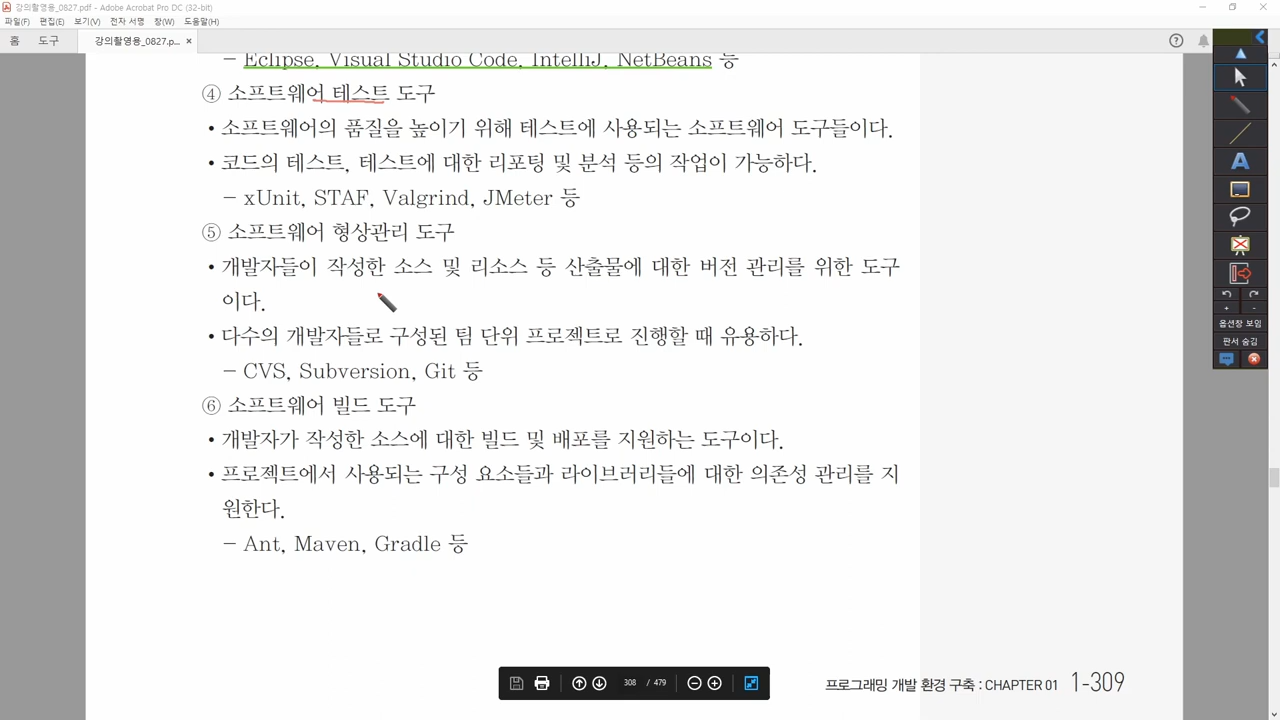 강의촬영용_0827.pdf - Adobe Acrobat Pro DC (32-bit)
파일(F) 편집(E) 보기(V) 전자 서명 창(W) 도움말(H)
홈 도구 강의촬영용_0827.p... ×
- Eclipse, Visual Studio Code, IntelliJ, NetBeans 등
④ 소프트웨어 테스트 도구
• 소프트웨어의 품질을 높이기 위해 테스트에 사용되는 소프트웨어 도구들이다.
• 코드의 테스트, 테스트에 대한 리포팅 및 분석 등의 작업이 가능하다.
- xUnit, STAF, Valgrind, JMeter 등
⑤ 소프트웨어 형상관리 도구
• 개발자들이 작성한 소스 및 리소스 등 산출물에 대한 버전 관리를 위한 도구
이다.
• 다수의 개발자들로 구성된 팀 단위 프로젝트로 진행할 때 유용하다.
- CVS, Subversion, Git 등
⑥ 소프트웨어 빌드 도구
• 개발자가 작성한 소스에 대한 빌드 및 배포를 지원하는 도구이다.
• 프로젝트에서 사용되는 구성 요소들과 라이브러리들에 대한 의존성 관리를 지
원한다.
- Ant, Maven, Gradle 등
308 / 479
프로그래밍 개발 환경 구축 : CHAPTER 01 1-309
A
+ -
옵션창 보임
판서 숨김